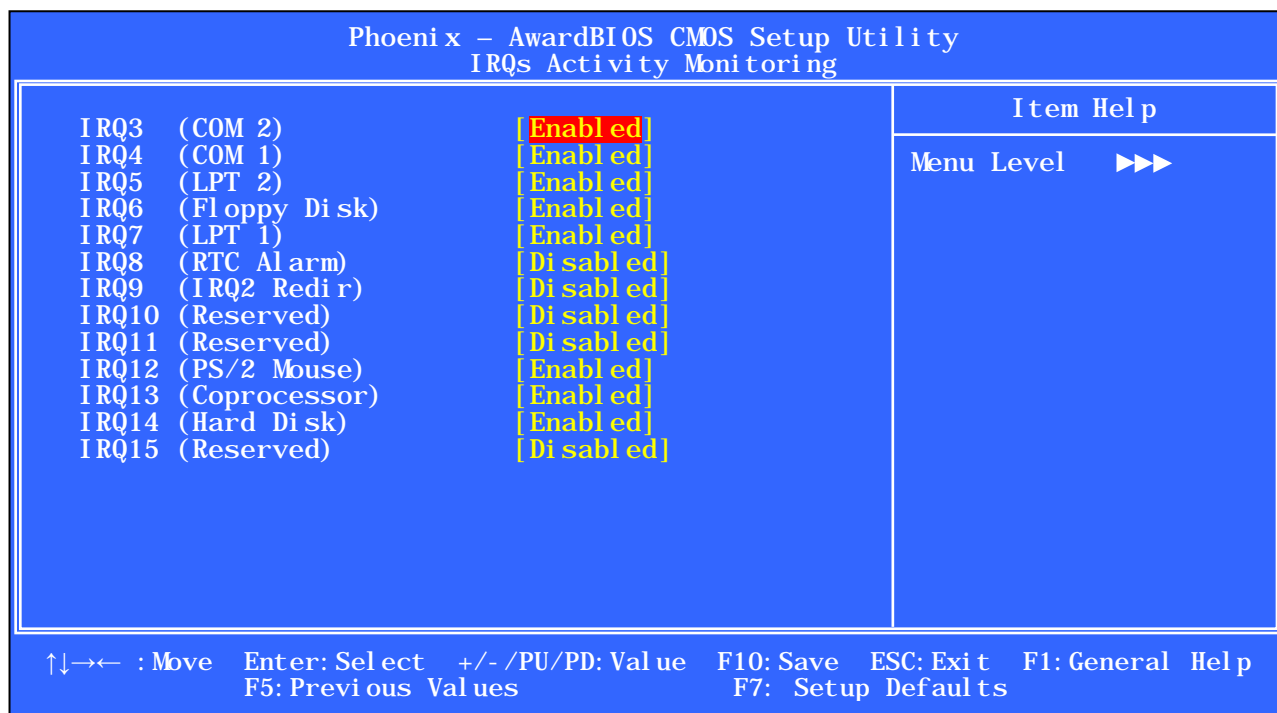 Phoenix – AwardBIOS CMOS Setup Utility
IRQs Activity Monitoring
IRQ3 (COM 2) [Enabled]
IRQ4 (COM 1) [Enabled]
IRQ5 (LPT 2) [Enabled]
IRQ6 (Floppy Disk) [Enabled]
IRQ7 (LPT 1) [Enabled]
IRQ8 (RTC Alarm) [Disabled]
IRQ9 (IRQ2 Redir) [Disabled]
IRQ10 (Reserved) [Disabled]
IRQ11 (Reserved) [Disabled]
IRQ12 (PS/2 Mouse) [Enabled]
IRQ13 (Coprocessor) [Enabled]
IRQ14 (Hard Disk) [Enabled]
IRQ15 (Reserved) [Disabled]
Item Help
Menu Level ►►►
↑↓→← :Move Enter:Select +/-/PU/PD:Value F10:Save ESC:Exit F1:General Help
F5:Previous Values F7: Setup Defaults